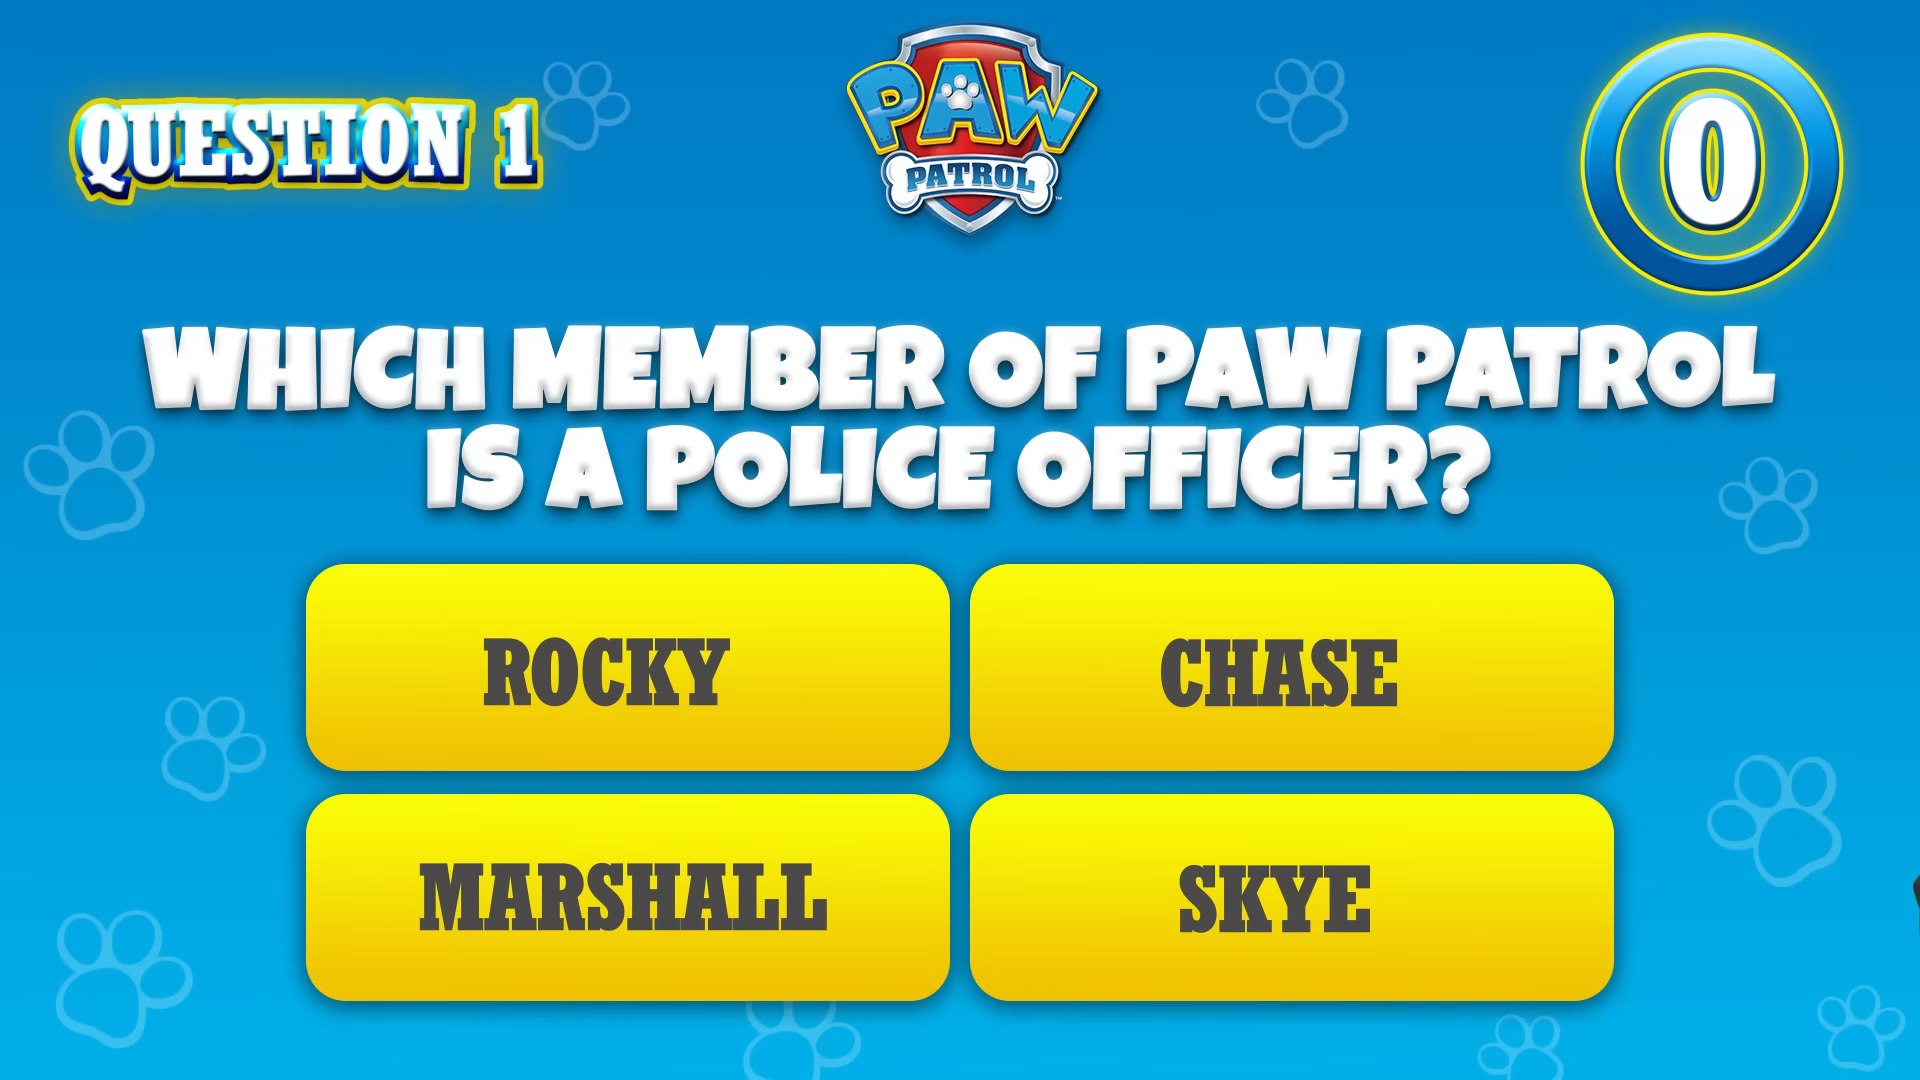 QUESTION 1
PAW
PATROL
0
WHICH MEMBER OF PAW PATROL
IS A POLICE OFFICER?
ROCKY
CHASE
MARSHALL
SKYE